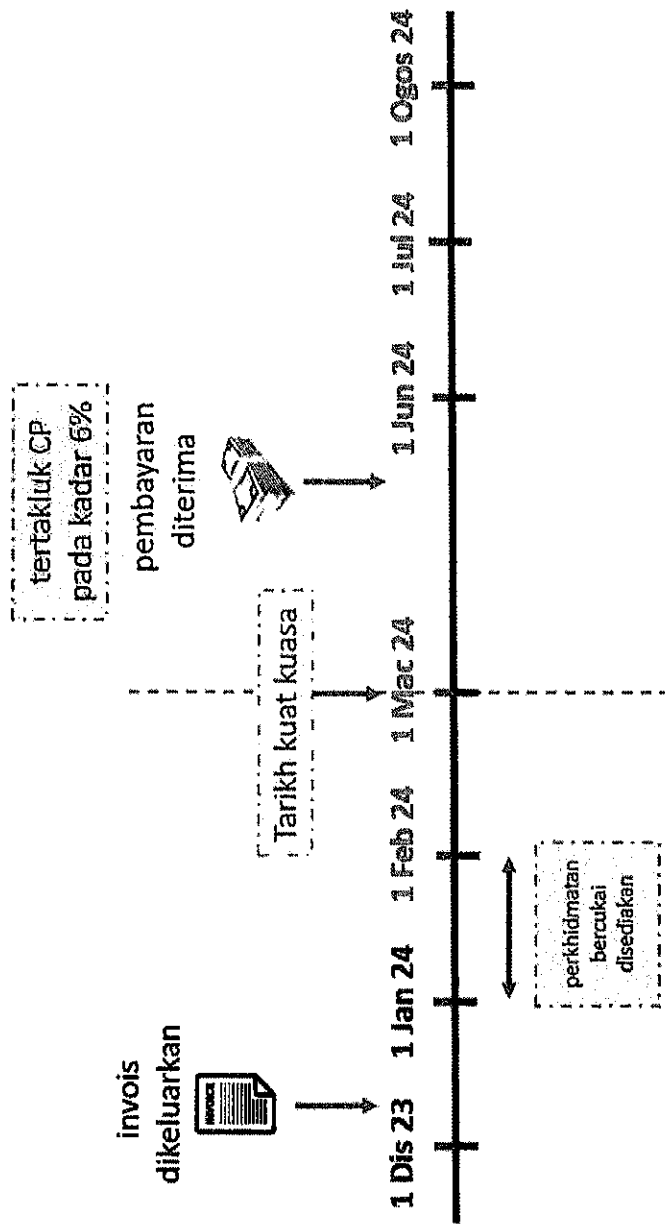 tertakluk CP
pada kadar 6%
pembayaran
diterima
Tarikh kuat kuasa
invois
dikeluarkan
INVOICE
1 Dis 23
1 Jan 24
1 Feb 24
1 Mac 24
1 Jun 24
1 Jul 24
1 Ogos 24
perkhidmatan
bercukai
disediakan